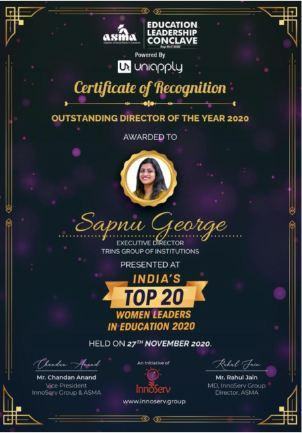 asma
EDUCATION
LEADERSHIP
CONCLAVE
Powered By
uniapply
Certificate of Recognition
OUTSTANDING DIRECTOR OF THE YEAR 2020
AWARDED TO
Sapnu George
EXECUTIVE DIRECTOR
TRINS GROUP OF INSTITUTIONS
PRESENTED AT
INDIA'S
TOP 20
WOMEN LEADERS
IN EDUCATION 2020
HELD ON 27TH NOVEMBER 2020.
Chandan Anand
Mr. Chandan Anand
Vice President
InnoServ Group & ASMA
An Initiative of
InnoServ
www.innoserv.group
Rahul Jain
Mr. Rahul Jain
MD, InnoServ Group
Director, ASMA